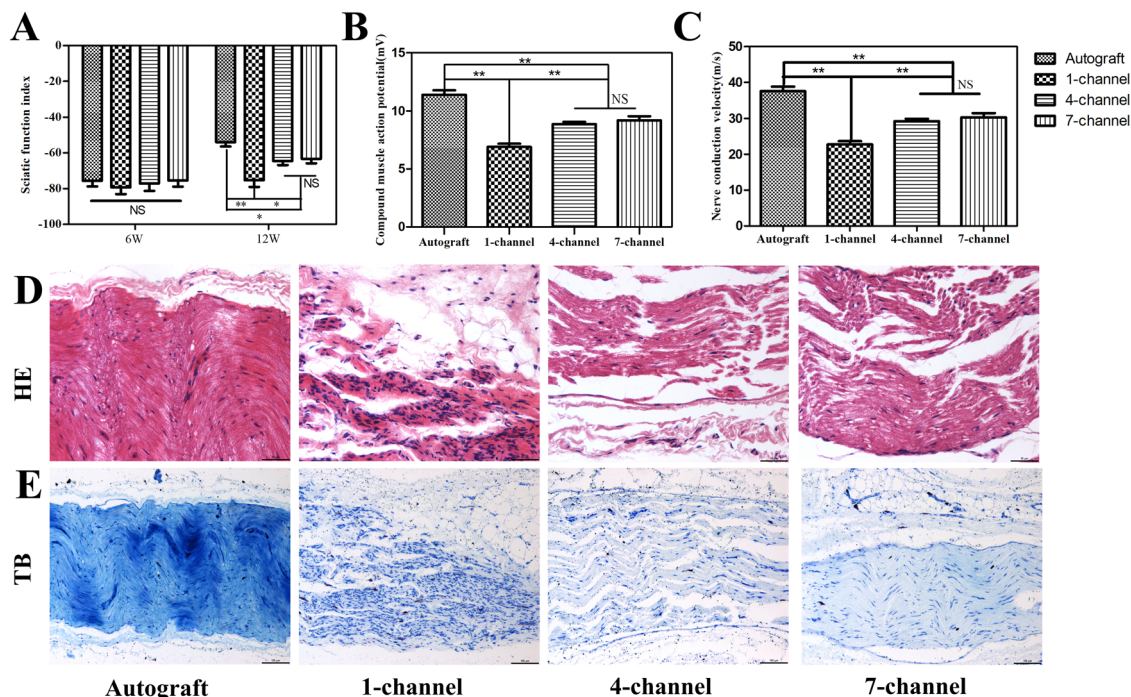 A
0
-20
-40
-60
-80
-100
Sciatic function index
NS
** *
*
NS
6W 12W
B
15
10
5
0
Compound muscle action potential(mV)
**
** **
NS
Autograft 1-channel 4-channel 7-channel
C
50
40
30
20
10
0
Nerve conduction velocity(m/s)
**
** **
NS
Autograft 1-channel 4-channel 7-channel
Autograft
1-channel
4-channel
7-channel
D
HE
E
TB
Autograft 1-channel 4-channel 7-channel